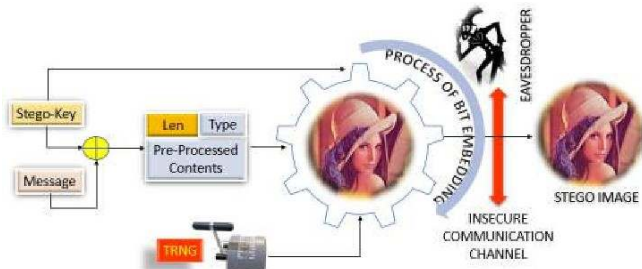 Stego-Key
Message
Len
Type
Pre-Processed
Contents
TRNG
PROCESS OF BIT EMBEDDING
EAVESDROPPER
INSECURE
COMMUNICATION
CHANNEL
STEGO IMAGE